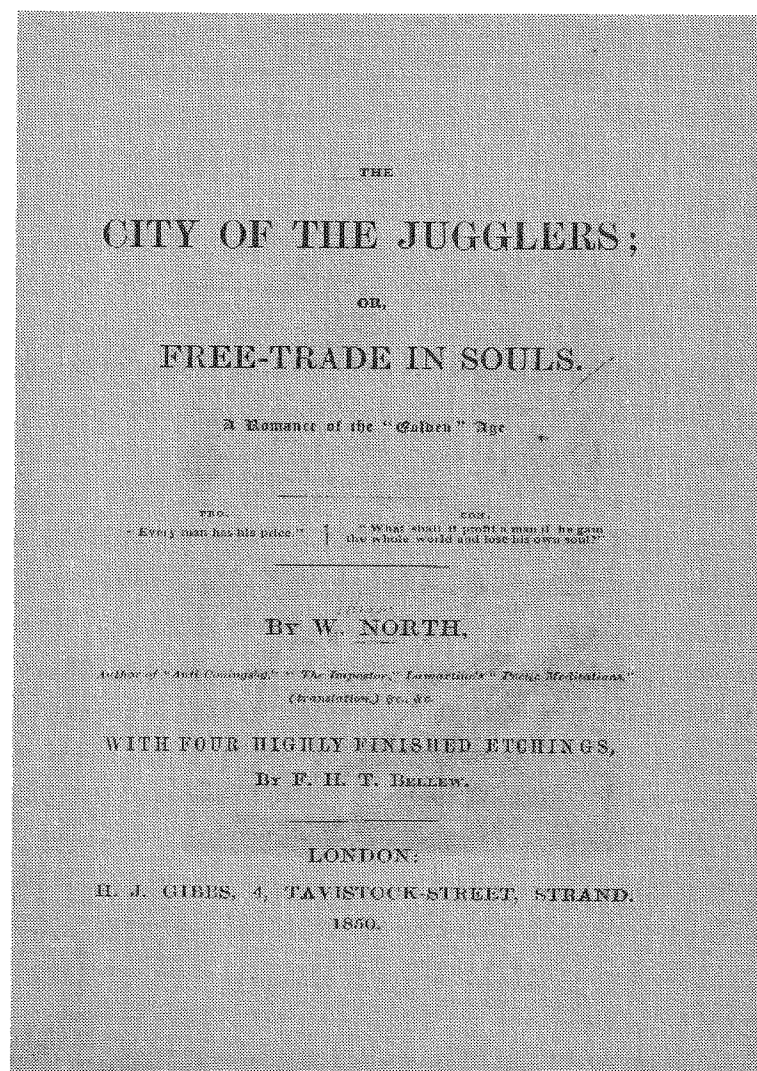 THE
CITY OF THE JUGGLERS;
OR,
FREE-TRADE IN SOULS.
A Romance of the "Golden" Age
PRO.
"Every man has his price."
CON.
"What shall it profit a man if he gain
the whole world and lose his own soul?"
BY W. NORTH,
Author of "Anti-Coningsby," "The Impostor," Lamartine's "Poetic Meditations,"
(translation,) &c., &c.
WITH FOUR HIGHLY FINISHED ETCHINGS,
BY F. H. T. BELLEW.
LONDON:
H. J. GIBBS, 4, TAVISTOCK-STREET, STRAND.
1850.